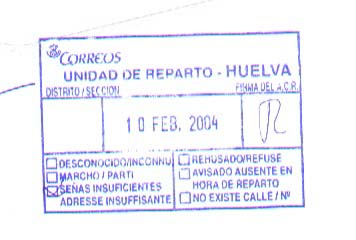 CORREOS
UNIDAD DE REPARTO - HUELVA
DISTRITO / SECCION FIRMA DEL A.C.R.
10 FEB. 2004
DESCONOCIDO/INCONNU REHUSADO/REFUSE
MARCHO / PARTI AVISADO AUSENTE EN
SEÑAS INSUFICIENTES HORA DE REPARTO
ADRESSE INSUFFISANTE NO EXISTE CALLE / Nº